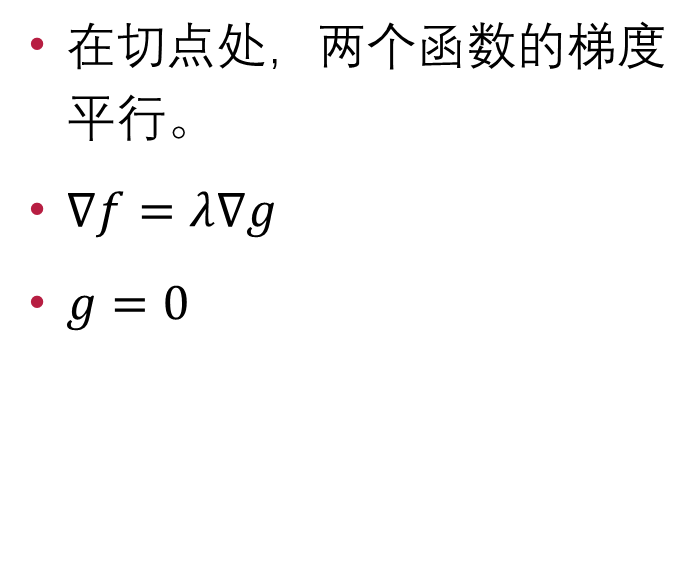 • 在切点处，两个函数的梯度
平行。
• ∇f = λ∇g
• g = 0